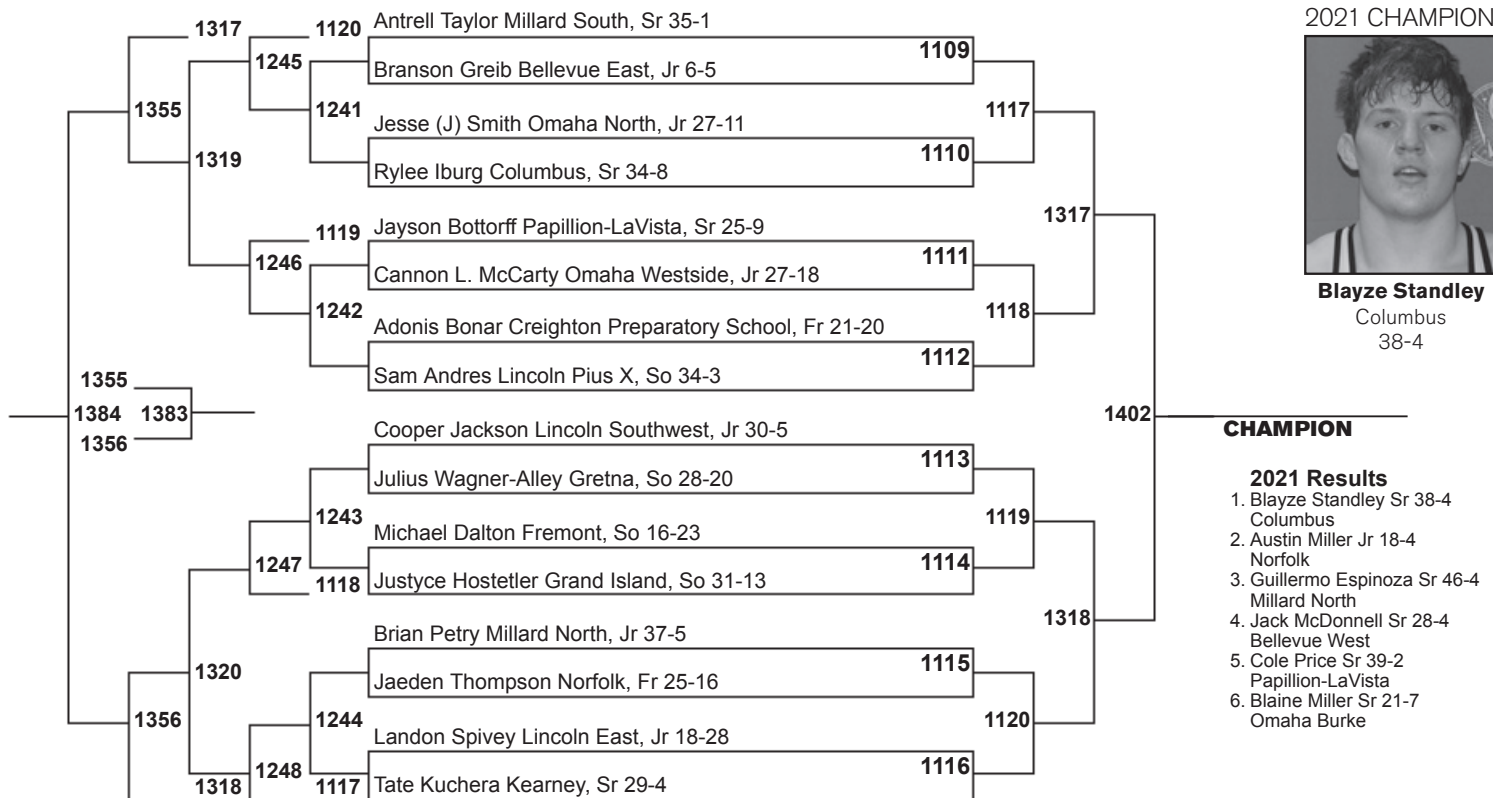 Antrell Taylor Millard South, Sr 35-1
2021 CHAMPION
1317
1120
1109
1245
Branson Greib Bellevue East, Jr 6-5
1355
1241
Jesse (J) Smith Omaha North, Jr 27-11
1117
1319
1110
Rylee Iburg Columbus, Sr 34-8
1317
1119
Jayson Bottorff Papillion-LaVista, Sr 25-9
1246
1111
Cannon L. McCarty Omaha Westside, Jr 27-18
Blayze Standley
Columbus
38-4
1242
1118
Adonis Bonar Creighton Preparatory School, Fr 21-20
1112
Sam Andres Lincoln Pius X, So 34-3
1355
1384
1383
1356
1402
Cooper Jackson Lincoln Southwest, Jr 30-5
CHAMPION
1113
Julius Wagner-Alley Gretna, So 28-20
2021 Results
1. Blayze Standley Sr 38-4
Columbus
2. Austin Miller Jr 18-4
Norfolk
3. Guillermo Espinoza Sr 46-4
Millard North
4. Jack McDonnell Sr 28-4
Bellevue West
5. Cole Price Sr 39-2
Papillion-LaVista
6. Blaine Miller Sr 21-7
Omaha Burke
1243
1119
Michael Dalton Fremont, So 16-23
1247
1114
Justyce Hostetler Grand Island, So 31-13
1118
1318
Brian Petry Millard North, Jr 37-5
1320
1115
Jaeden Thompson Norfolk, Fr 25-16
1356
1244
1120
Landon Spivey Lincoln East, Jr 18-28
1248
1116
1318
1117
Tate Kuchera Kearney, Sr 29-4